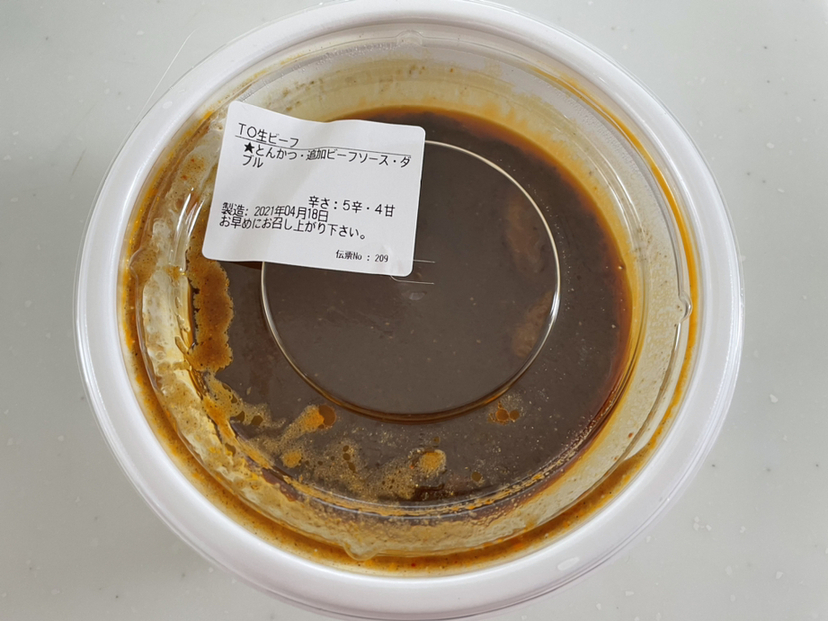 TO生ビーフ
★とんかつ・追加ビーフソース・ダ
ブル
辛さ：5辛・4甘
製造: 2021年04月18日
お早めにお召し上がり下さい。
伝票No : 209